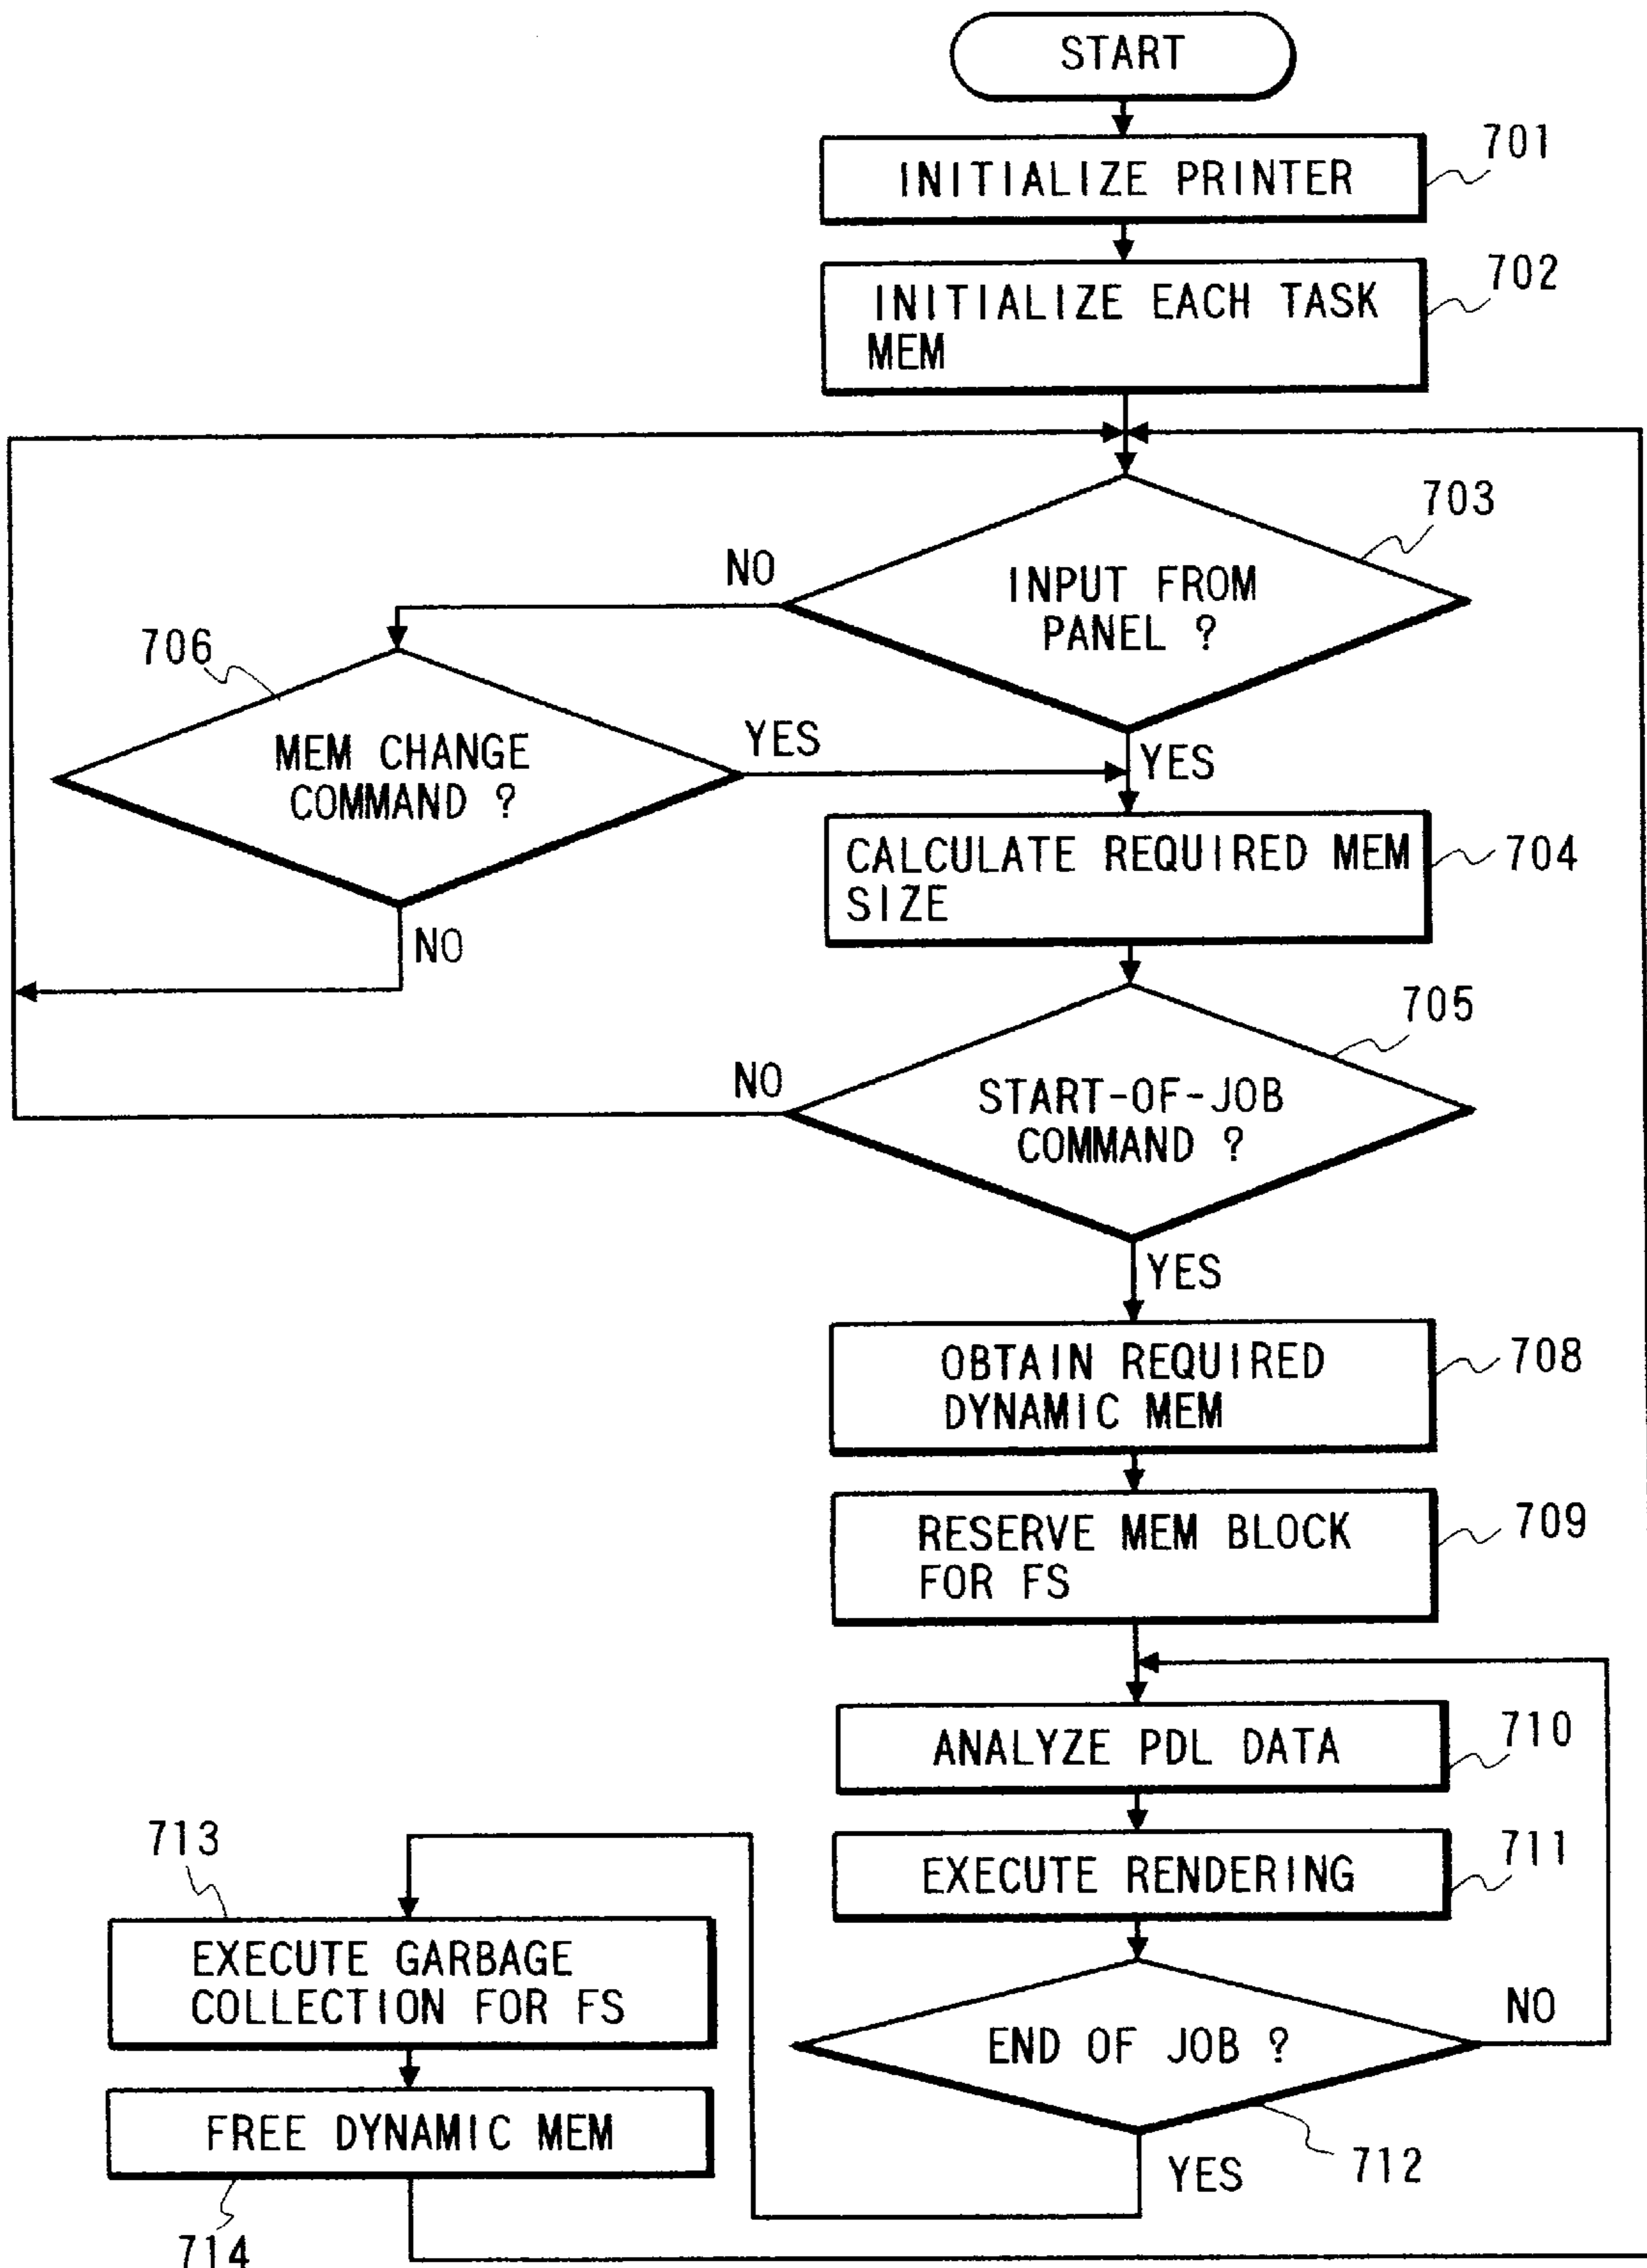 START
INITIALIZE PRINTER
701
INITIALIZE EACH TASK
MEM
702
INPUT FROM
PANEL ?
703
NO
YES
706
MEM CHANGE
COMMAND ?
YES
NO
CALCULATE REQUIRED MEM
SIZE
704
START-OF-JOB
COMMAND ?
705
NO
YES
OBTAIN REQUIRED
DYNAMIC MEM
708
RESERVE MEM BLOCK
FOR FS
709
ANALYZE PDL DATA
710
EXECUTE RENDERING
711
END OF JOB ?
712
NO
YES
713
EXECUTE GARBAGE
COLLECTION FOR FS
FREE DYNAMIC MEM
714